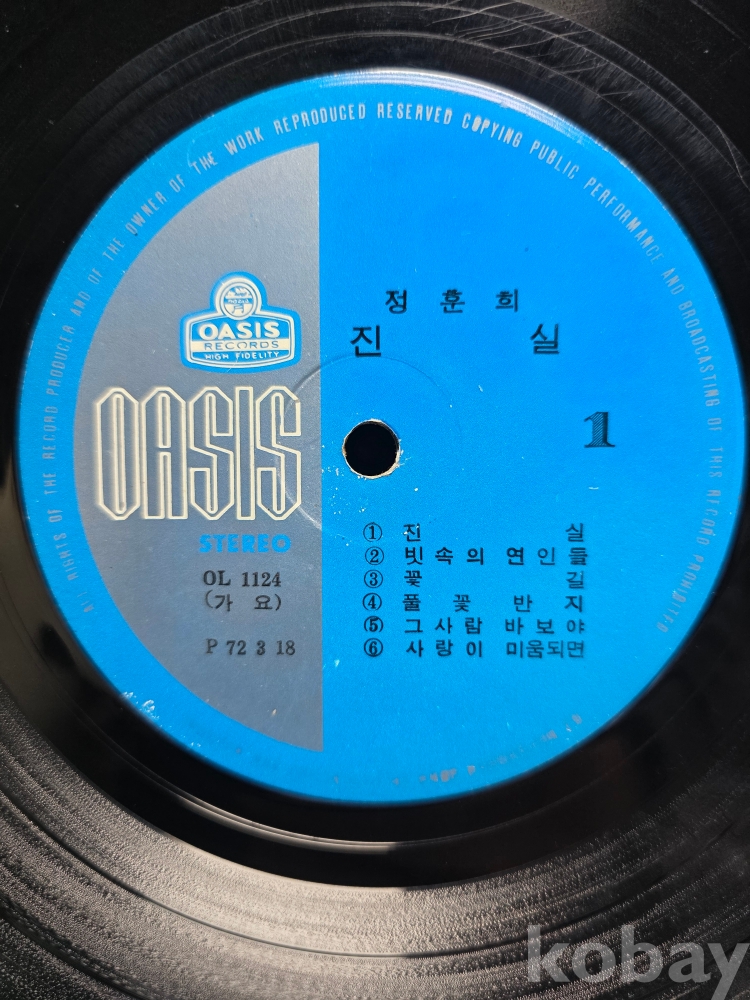 ALL RIGHTS OF THE RECORD PRODUCER AND OF THE OWNER OF THE WORK REPRODUCED RESERVED COPYING PUBLIC PERFORMANCE AND BROADCASTING OF THIS RECORD PROHIBITED
정 훈 희
진 실
OASIS
RECORDS
HIGH FIDELITY
OASIS
1
STEREO
OL 1124
(가 요)
P 72 3 18
① 진 실
② 빗속의 연인들
③ 꽃 길
④ 풀 꽃 반 지
⑤ 그사람 바보야
⑥ 사랑이 미움되면
kobay